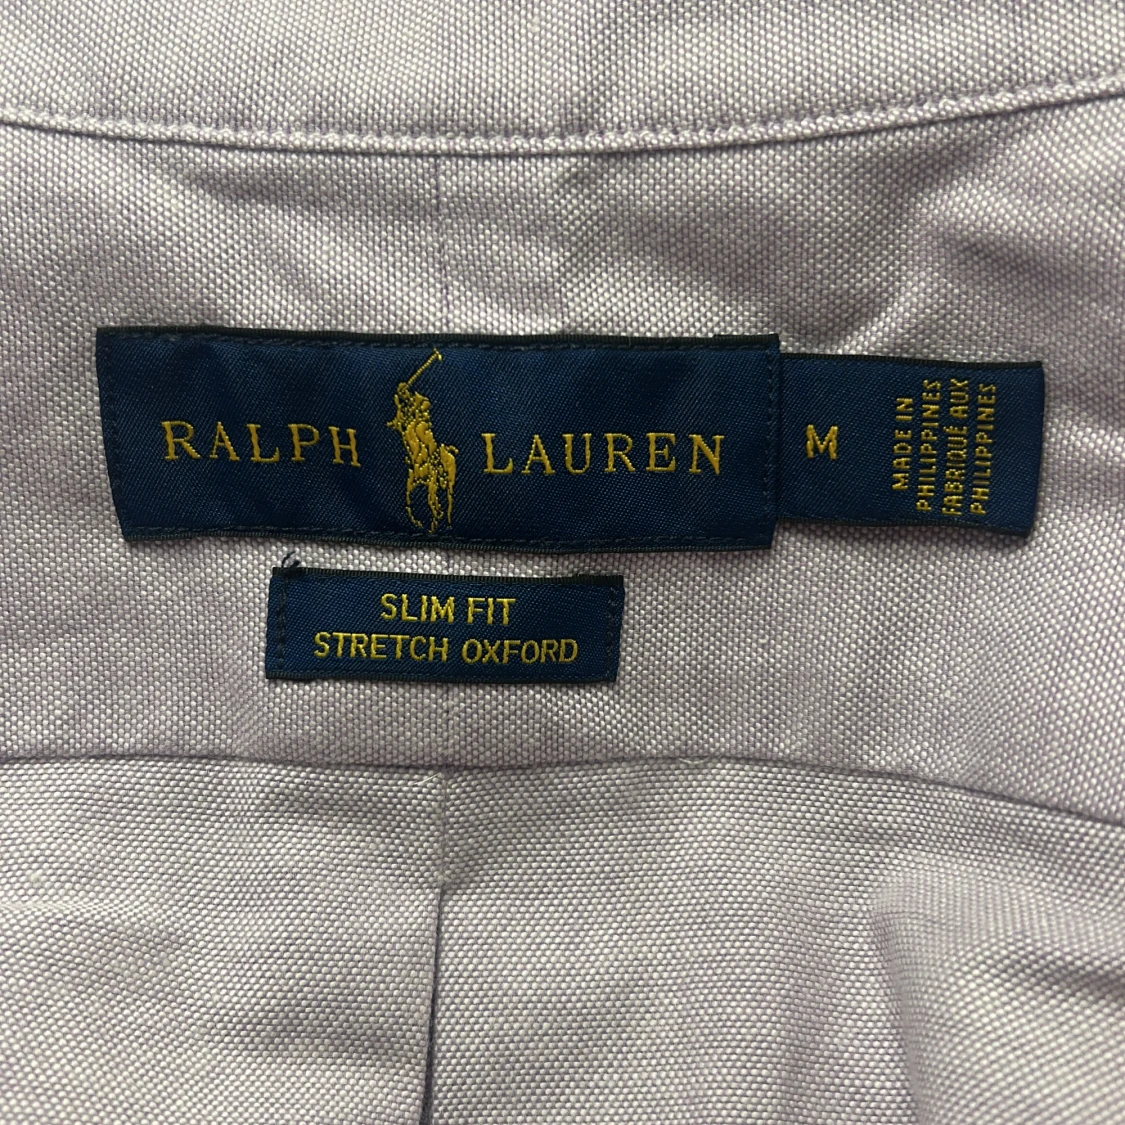 RALPH LAUREN
M
MADE IN
PHILIPPINES
FABRIQUÉ AUX
PHILIPPINES
SLIM FIT
STRETCH OXFORD